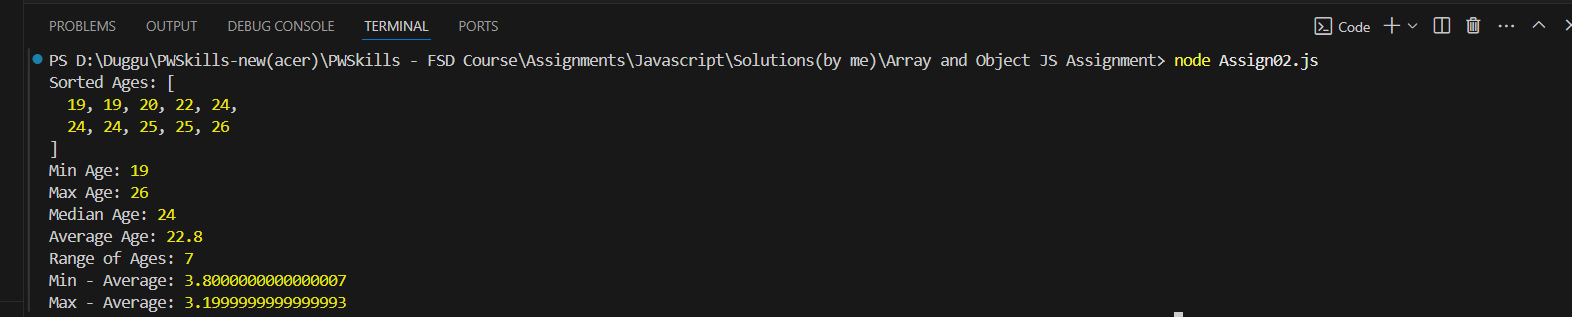 PROBLEMS OUTPUT DEBUG CONSOLE TERMINAL PORTS Code
PS D:\Duggu\PWSkills-new(acer)\PWSkills - FSD Course\Assignments\Javascript\Solutions(by me)\Array and Object JS Assignment> node Assign02.js
Sorted Ages: [
  19, 19, 20, 22, 24,
  24, 24, 25, 25, 26
]
Min Age: 19
Max Age: 26
Median Age: 24
Average Age: 22.8
Range of Ages: 7
Min - Average: 3.8000000000000007
Max - Average: 3.1999999999999993